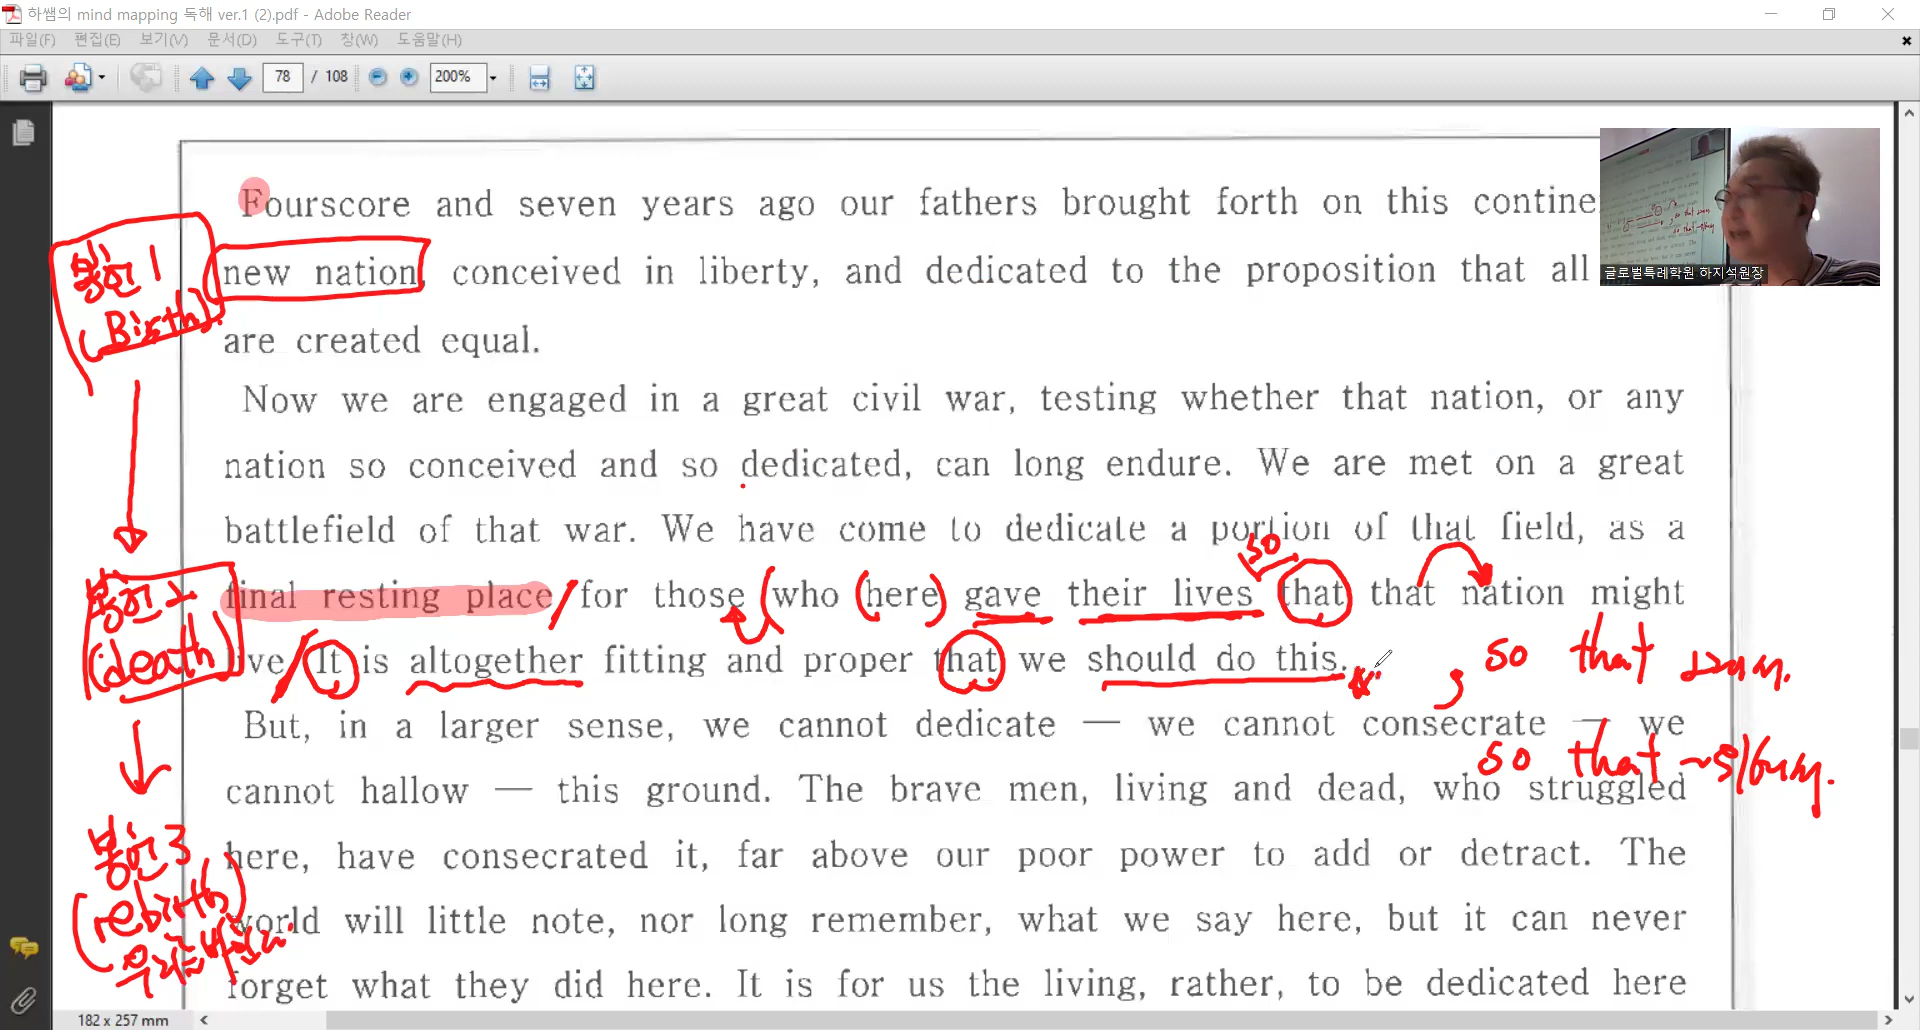 하쌤의 mind mapping 독해 ver.1 (2).pdf - Adobe Reader
파일(F) 편집(E) 보기(V) 문서(D) 도구(T) 창(W) 도움말(H)
78 / 108 200%
Fourscore and seven years ago our fathers brought forth on this contine
new nation conceived in liberty, and dedicated to the proposition that all
are created equal.
Now we are engaged in a great civil war, testing whether that nation, or any
nation so conceived and so dedicated, can long endure. We are met on a great
battlefield of that war. We have come to dedicate a portion of that field, as a
so
final resting place for those (who (here) gave their lives that that nation might
live. It is altogether fitting and proper that we should do this.
But, in a larger sense, we cannot dedicate — we cannot consecrate — we
cannot hallow — this ground. The brave men, living and dead, who struggled
here, have consecrated it, far above our poor power to add or detract. The
world will little note, nor long remember, what we say here, but it can never
forget what they did here. It is for us the living, rather, to be dedicated here
봉헌 1
(Birth)
봉헌 2
(death)
봉헌 3
(rebirth)
, so that
so that
글로벌특례학원 하지석원장
182 x 257 mm